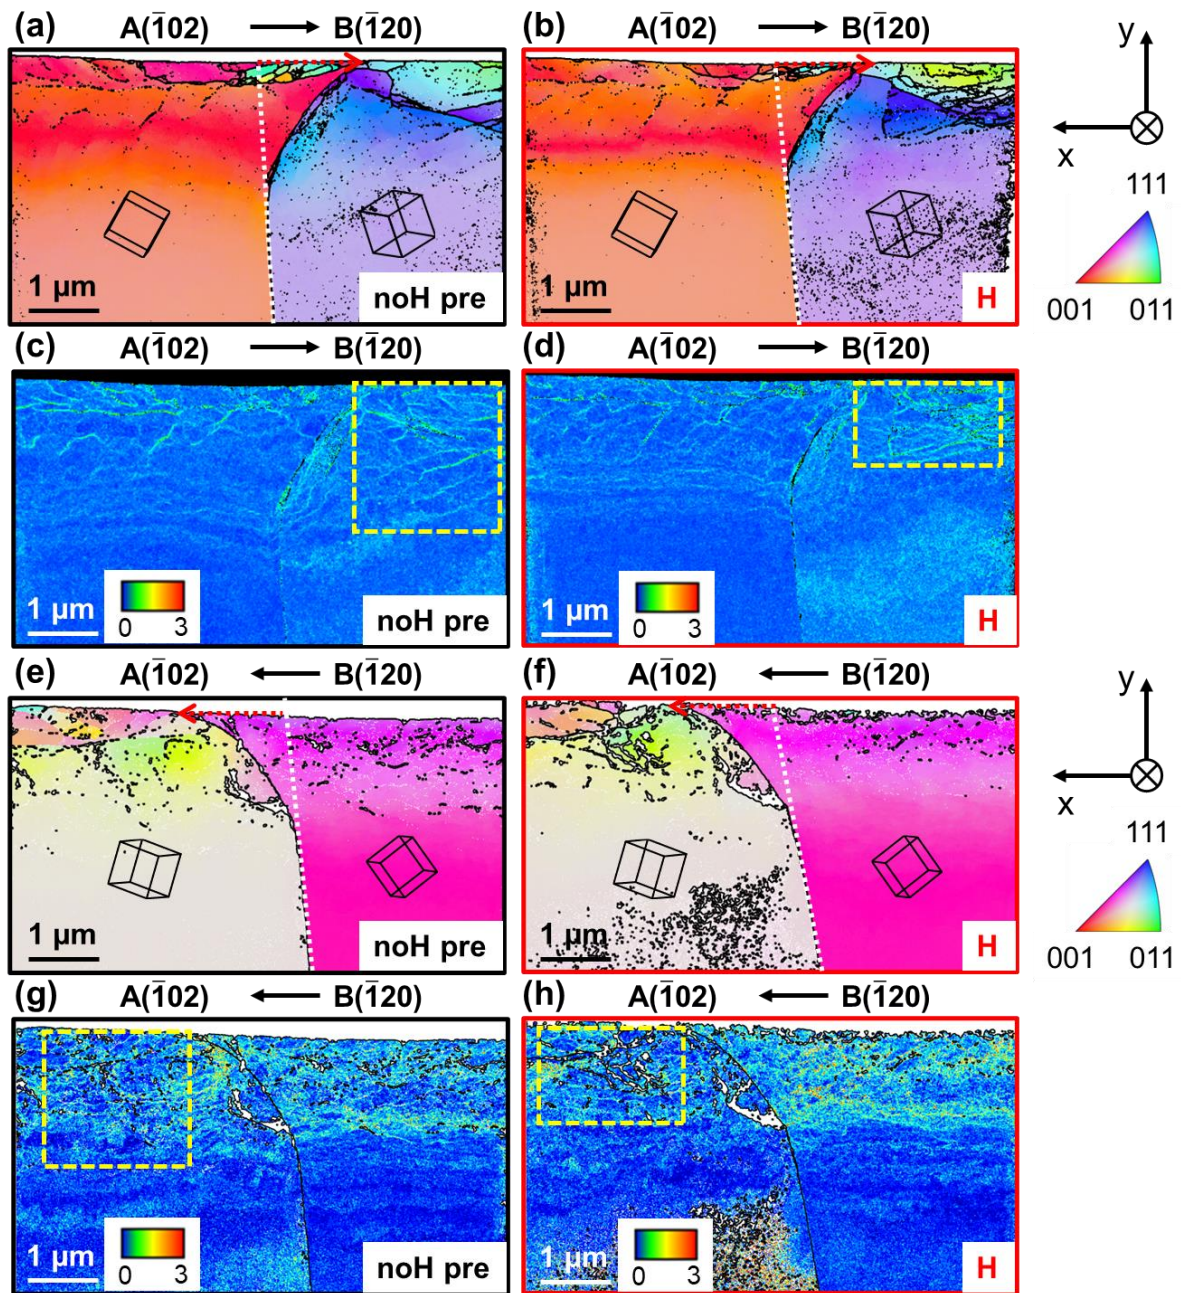 (a) A(1̄02) → B(1̄20)
(b) A(1̄02) → B(1̄20)
y
x
1 µm
noH pre
1 µm
H
111
001 011
(c) A(1̄02) → B(1̄20)
(d) A(1̄02) → B(1̄20)
1 µm
0 3
noH pre
1 µm
0 3
H
(e) A(1̄02) ← B(1̄20)
(f) A(1̄02) ← B(1̄20)
y
x
1 µm
noH pre
1 µm
H
111
001 011
(g) A(1̄02) ← B(1̄20)
(h) A(1̄02) ← B(1̄20)
1 µm
0 3
noH pre
1 µm
0 3
H